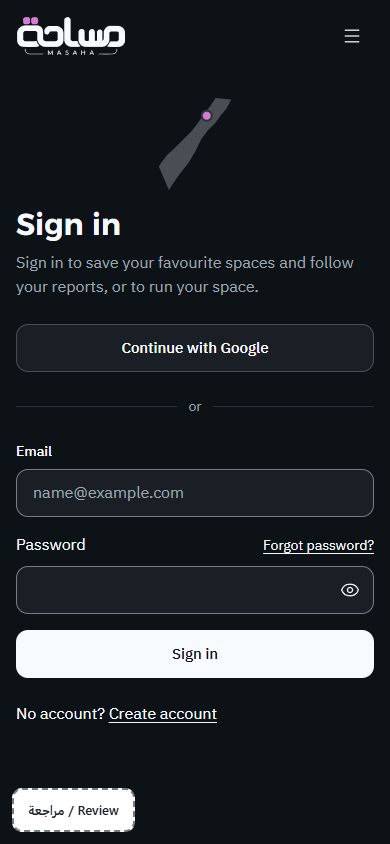 مساحة
MASAHA
Sign in
Sign in to save your favourite spaces and follow
your reports, or to run your space.
Continue with Google
or
Email
name@example.com
Password
Forgot password?
Sign in
No account? Create account
مراجعة / Review